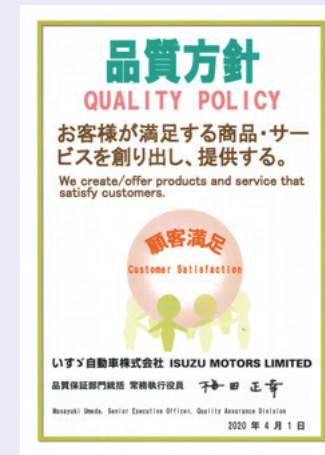 品質方針
QUALITY POLICY
お客様が満足する商品・サー
ビスを創り出し、提供する。
We create/offer products and service that
satisfy customers.
顧客満足
Customer Satisfaction
いすゞ自動車株式会社 ISUZU MOTORS LIMITED
品質保証部門統括 常務執行役員 梅田正幸
Masayuki Umeda, Senior Executive Officer, Quality Assurance Division
2020 年 4 月 1 日